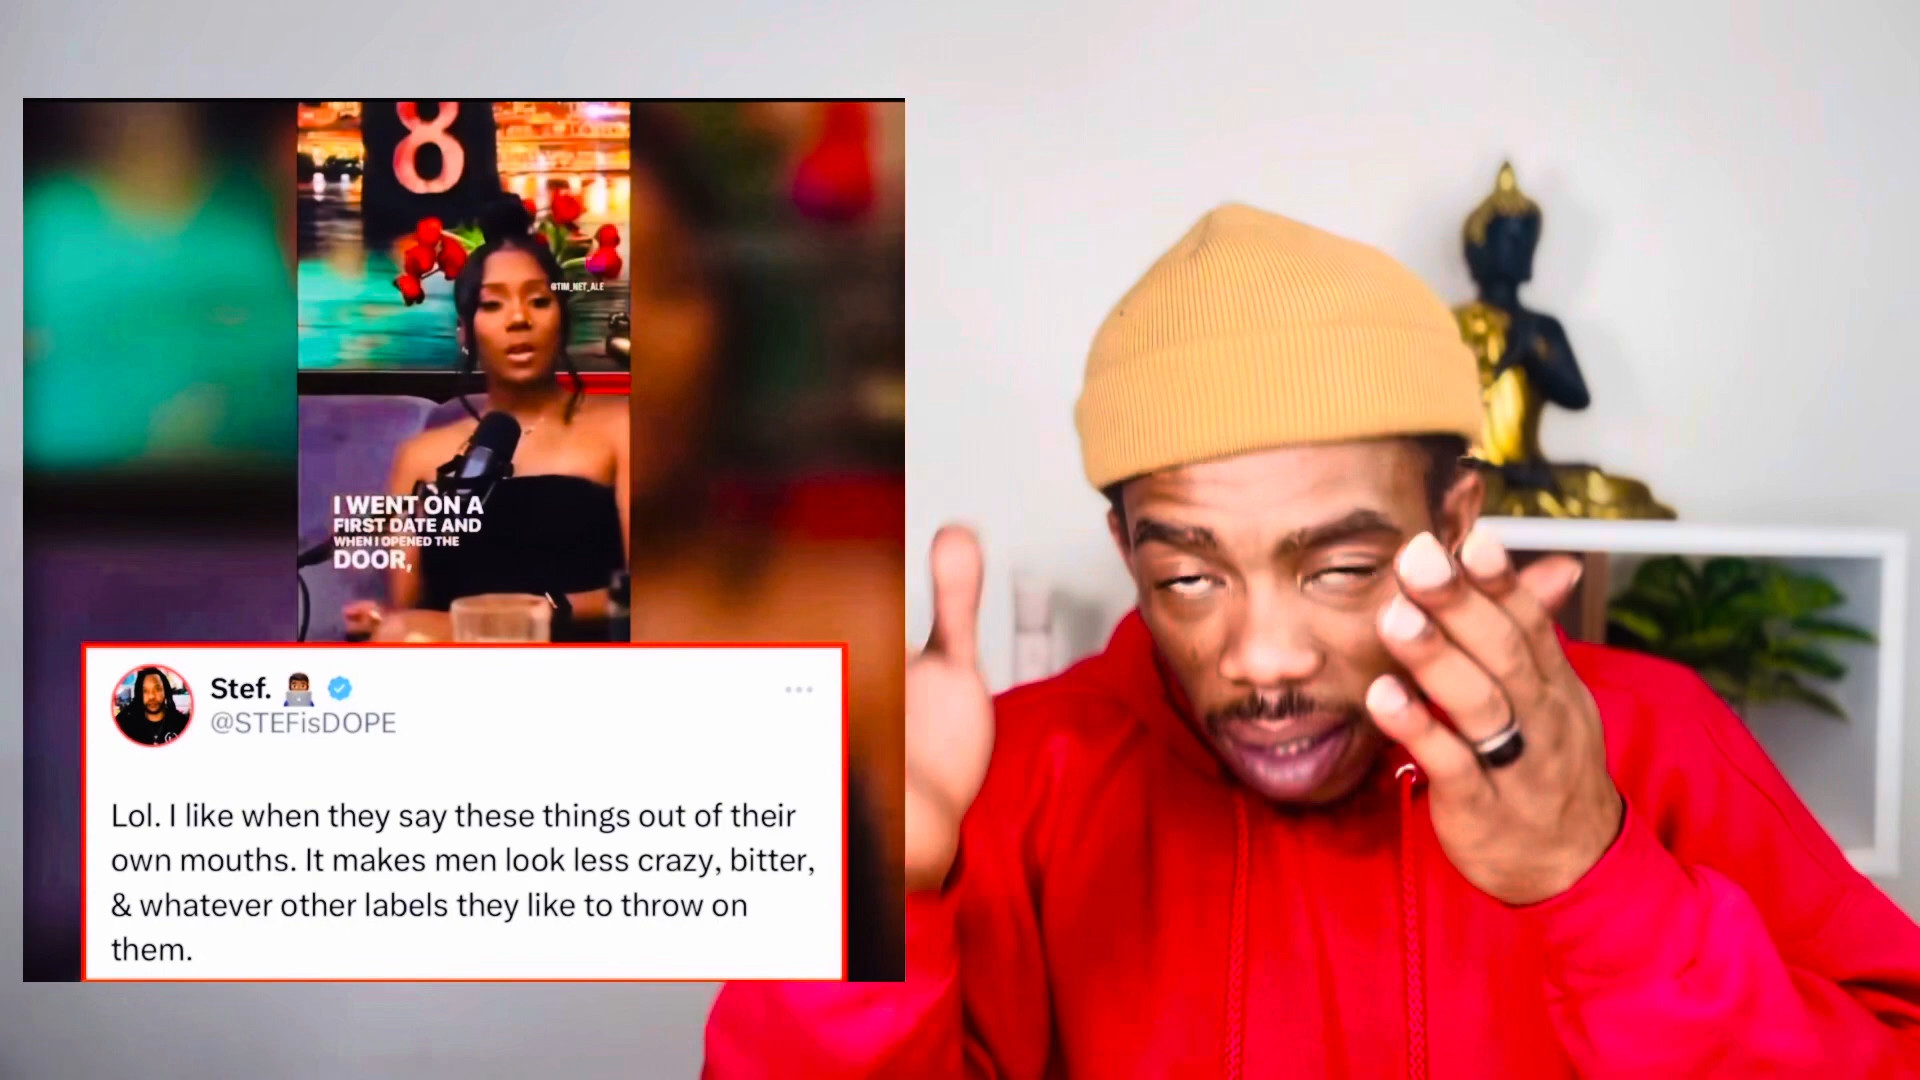 8
@TIM_NET_ALE
I WENT ON A
FIRST DATE AND
WHEN I OPENED THE
DOOR,
Stef.
@STEFisDOPE
Lol. I like when they say these things out of their
own mouths. It makes men look less crazy, bitter,
& whatever other labels they like to throw on
them.